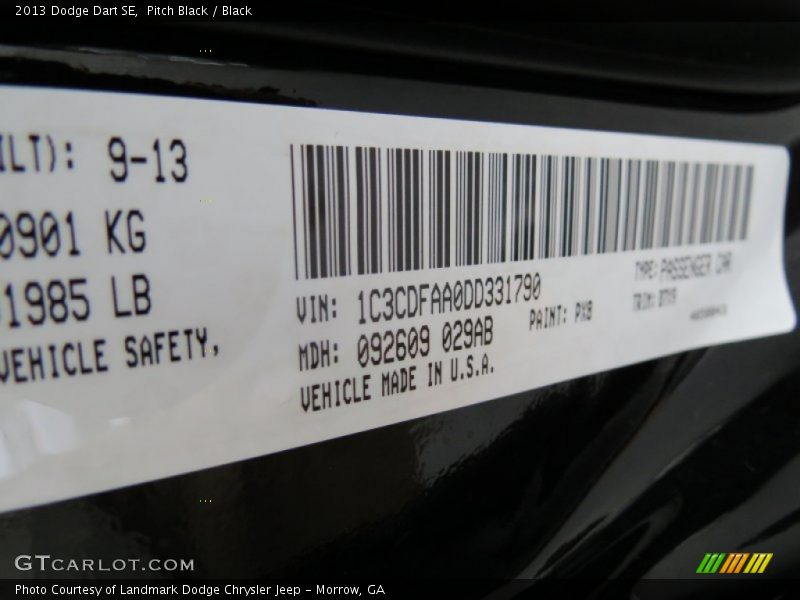 2013 Dodge Dart SE, Pitch Black / Black
ILT): 9-13
0901 KG
1985 LB
VEHICLE SAFETY,
VIN: 1C3CDFAA0DD331790
MDH: 092609 029AB
VEHICLE MADE IN U.S.A.
PAINT: PX8
TYPE: PASSENGER CAR
TRIM:
GTCARLOT.COM
Photo Courtesy of Landmark Dodge Chrysler Jeep - Morrow, GA